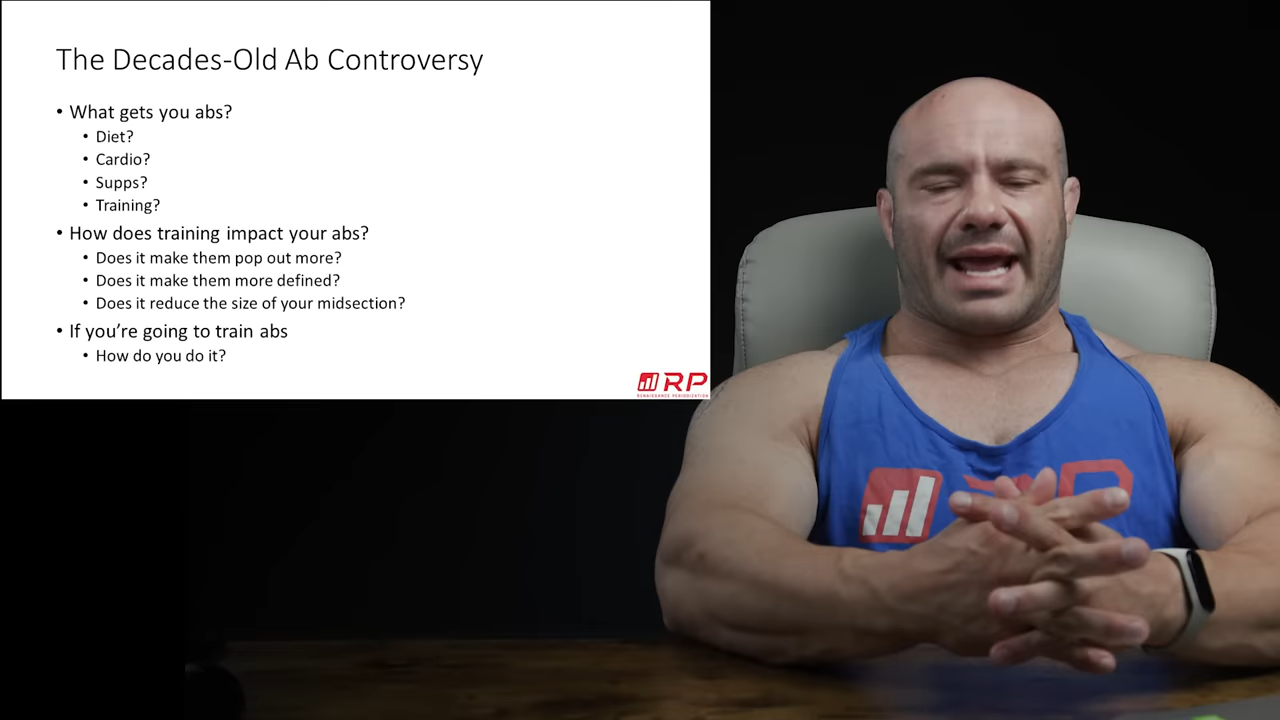 The Decades-Old Ab Controversy
• What gets you abs?
• Diet?
• Cardio?
• Supps?
• Training?
• How does training impact your abs?
• Does it make them pop out more?
• Does it make them more defined?
• Does it reduce the size of your midsection?
• If you're going to train abs
• How do you do it?
RP
RENAISSANCE PERIODIZATION